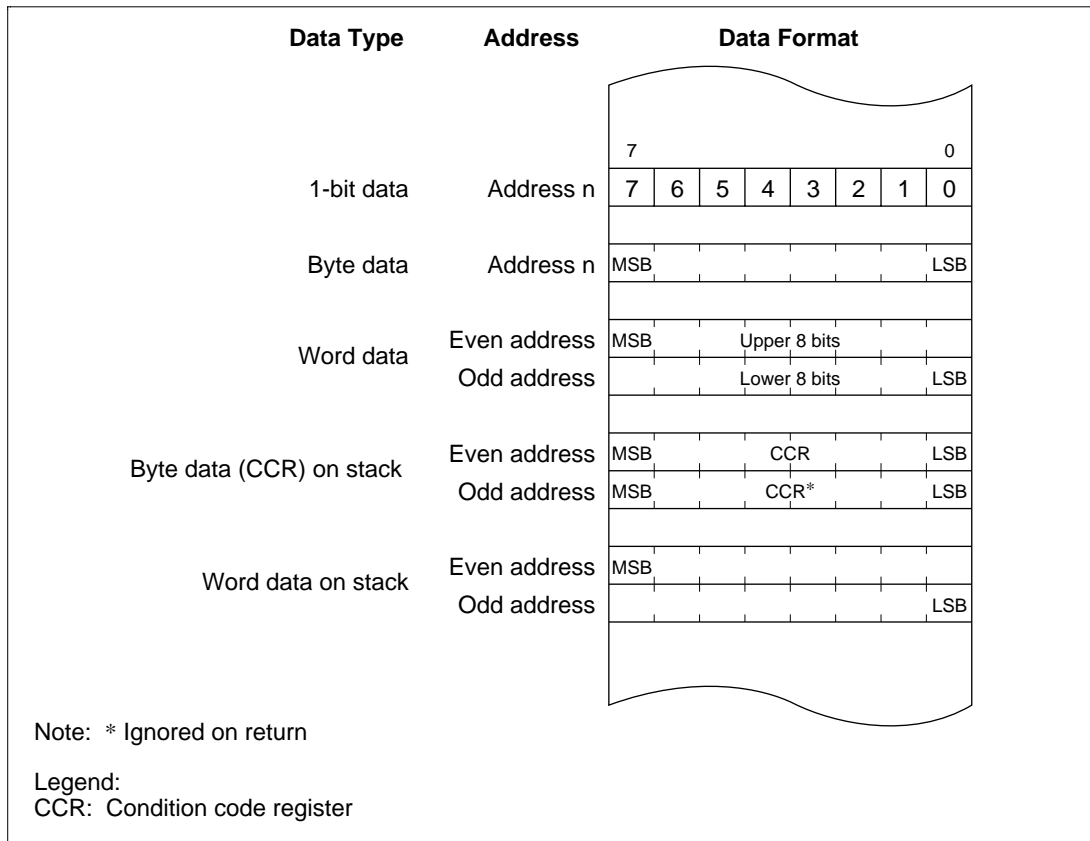 Data Type Address Data Format
7 0
1-bit data Address n 7 6 5 4 3 2 1 0
Byte data Address n MSB LSB
Word data
Even address MSB Upper 8 bits
Odd address Lower 8 bits LSB
Byte data (CCR) on stack
Even address MSB CCR LSB
Odd address MSB CCR* LSB
Word data on stack
Even address MSB
Odd address LSB
Note: * Ignored on return
Legend:
CCR: Condition code register